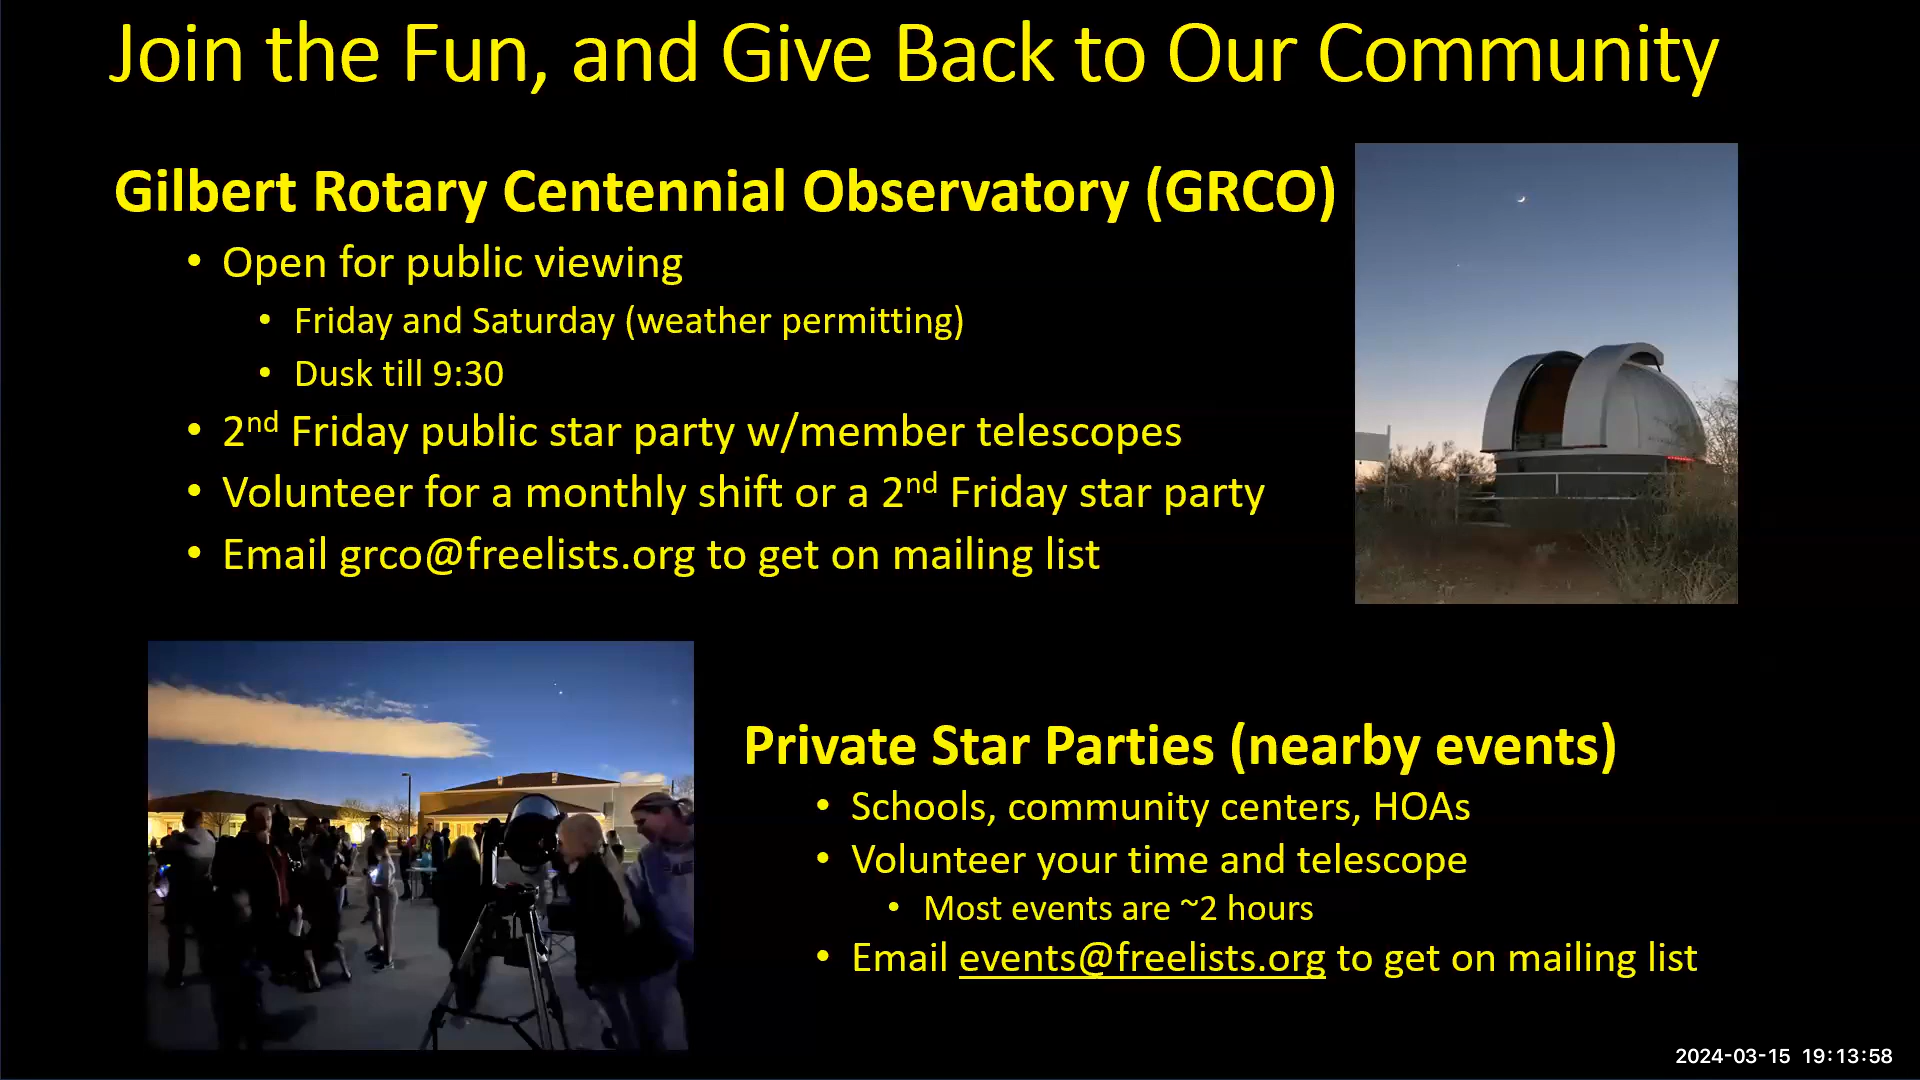 Join the Fun, and Give Back to Our Community
Gilbert Rotary Centennial Observatory (GRCO)
• Open for public viewing
• Friday and Saturday (weather permitting)
• Dusk till 9:30
• 2nd Friday public star party w/member telescopes
• Volunteer for a monthly shift or a 2nd Friday star party
• Email grco@freelists.org to get on mailing list
Private Star Parties (nearby events)
• Schools, community centers, HOAs
• Volunteer your time and telescope
• Most events are ~2 hours
• Email events@freelists.org to get on mailing list
2024-03-15 19:13:58